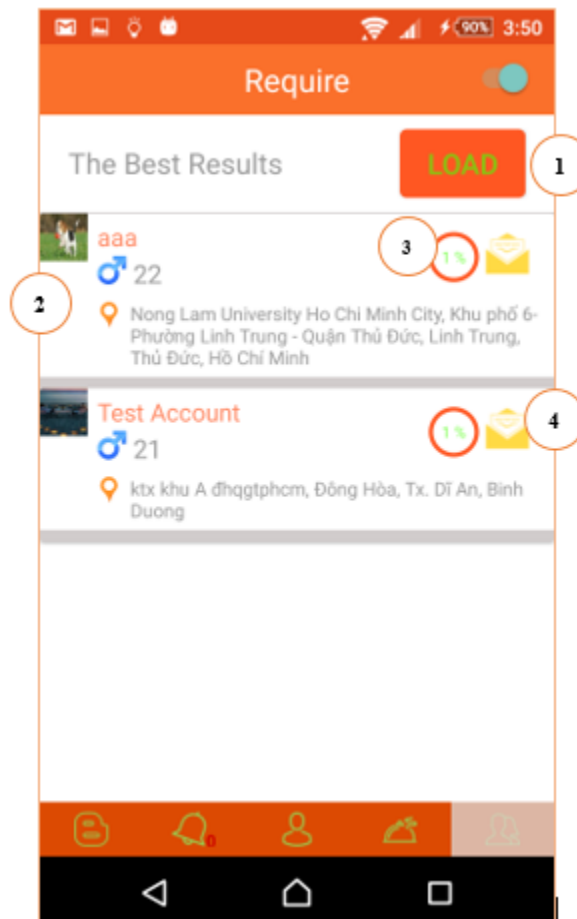 90% 3:50
Require
The Best Results
LOAD
1
aaa
3
1 %
22
2
Nong Lam University Ho Chi Minh City, Khu phố 6-
Phường Linh Trung - Quận Thủ Đức, Linh Trung,
Thủ Đức, Hồ Chí Minh
Test Account
1 %
4
21
ktx khu A đhqgtphcm, Đông Hòa, Tx. Dĩ An, Binh
Duong
0